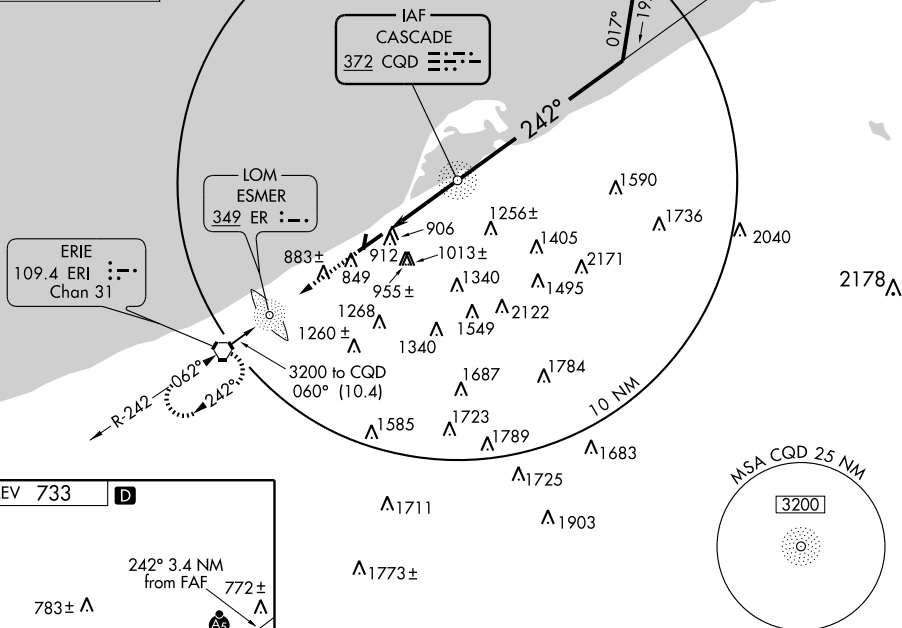 IAF
CASCADE
372 CQD
017°
242°
LOM
ESMER
349 ER
ERIE
109.4 ERI
Chan 31
1590
1736
2040
2178
1256±
906
912
1405
1013±
883±
849
2171
955±
1340
1495
1268
1549
2122
1260 ±
1340
3200 to CQD
060° (10.4)
062°
R-242
242°
1687
1784
10 NM
1585
1723
1789
1683
1725
MSA CQD 25 NM
3200
1711
1903
1773±
EV 733
D
242° 3.4 NM
from FAF
772±
783±
A5